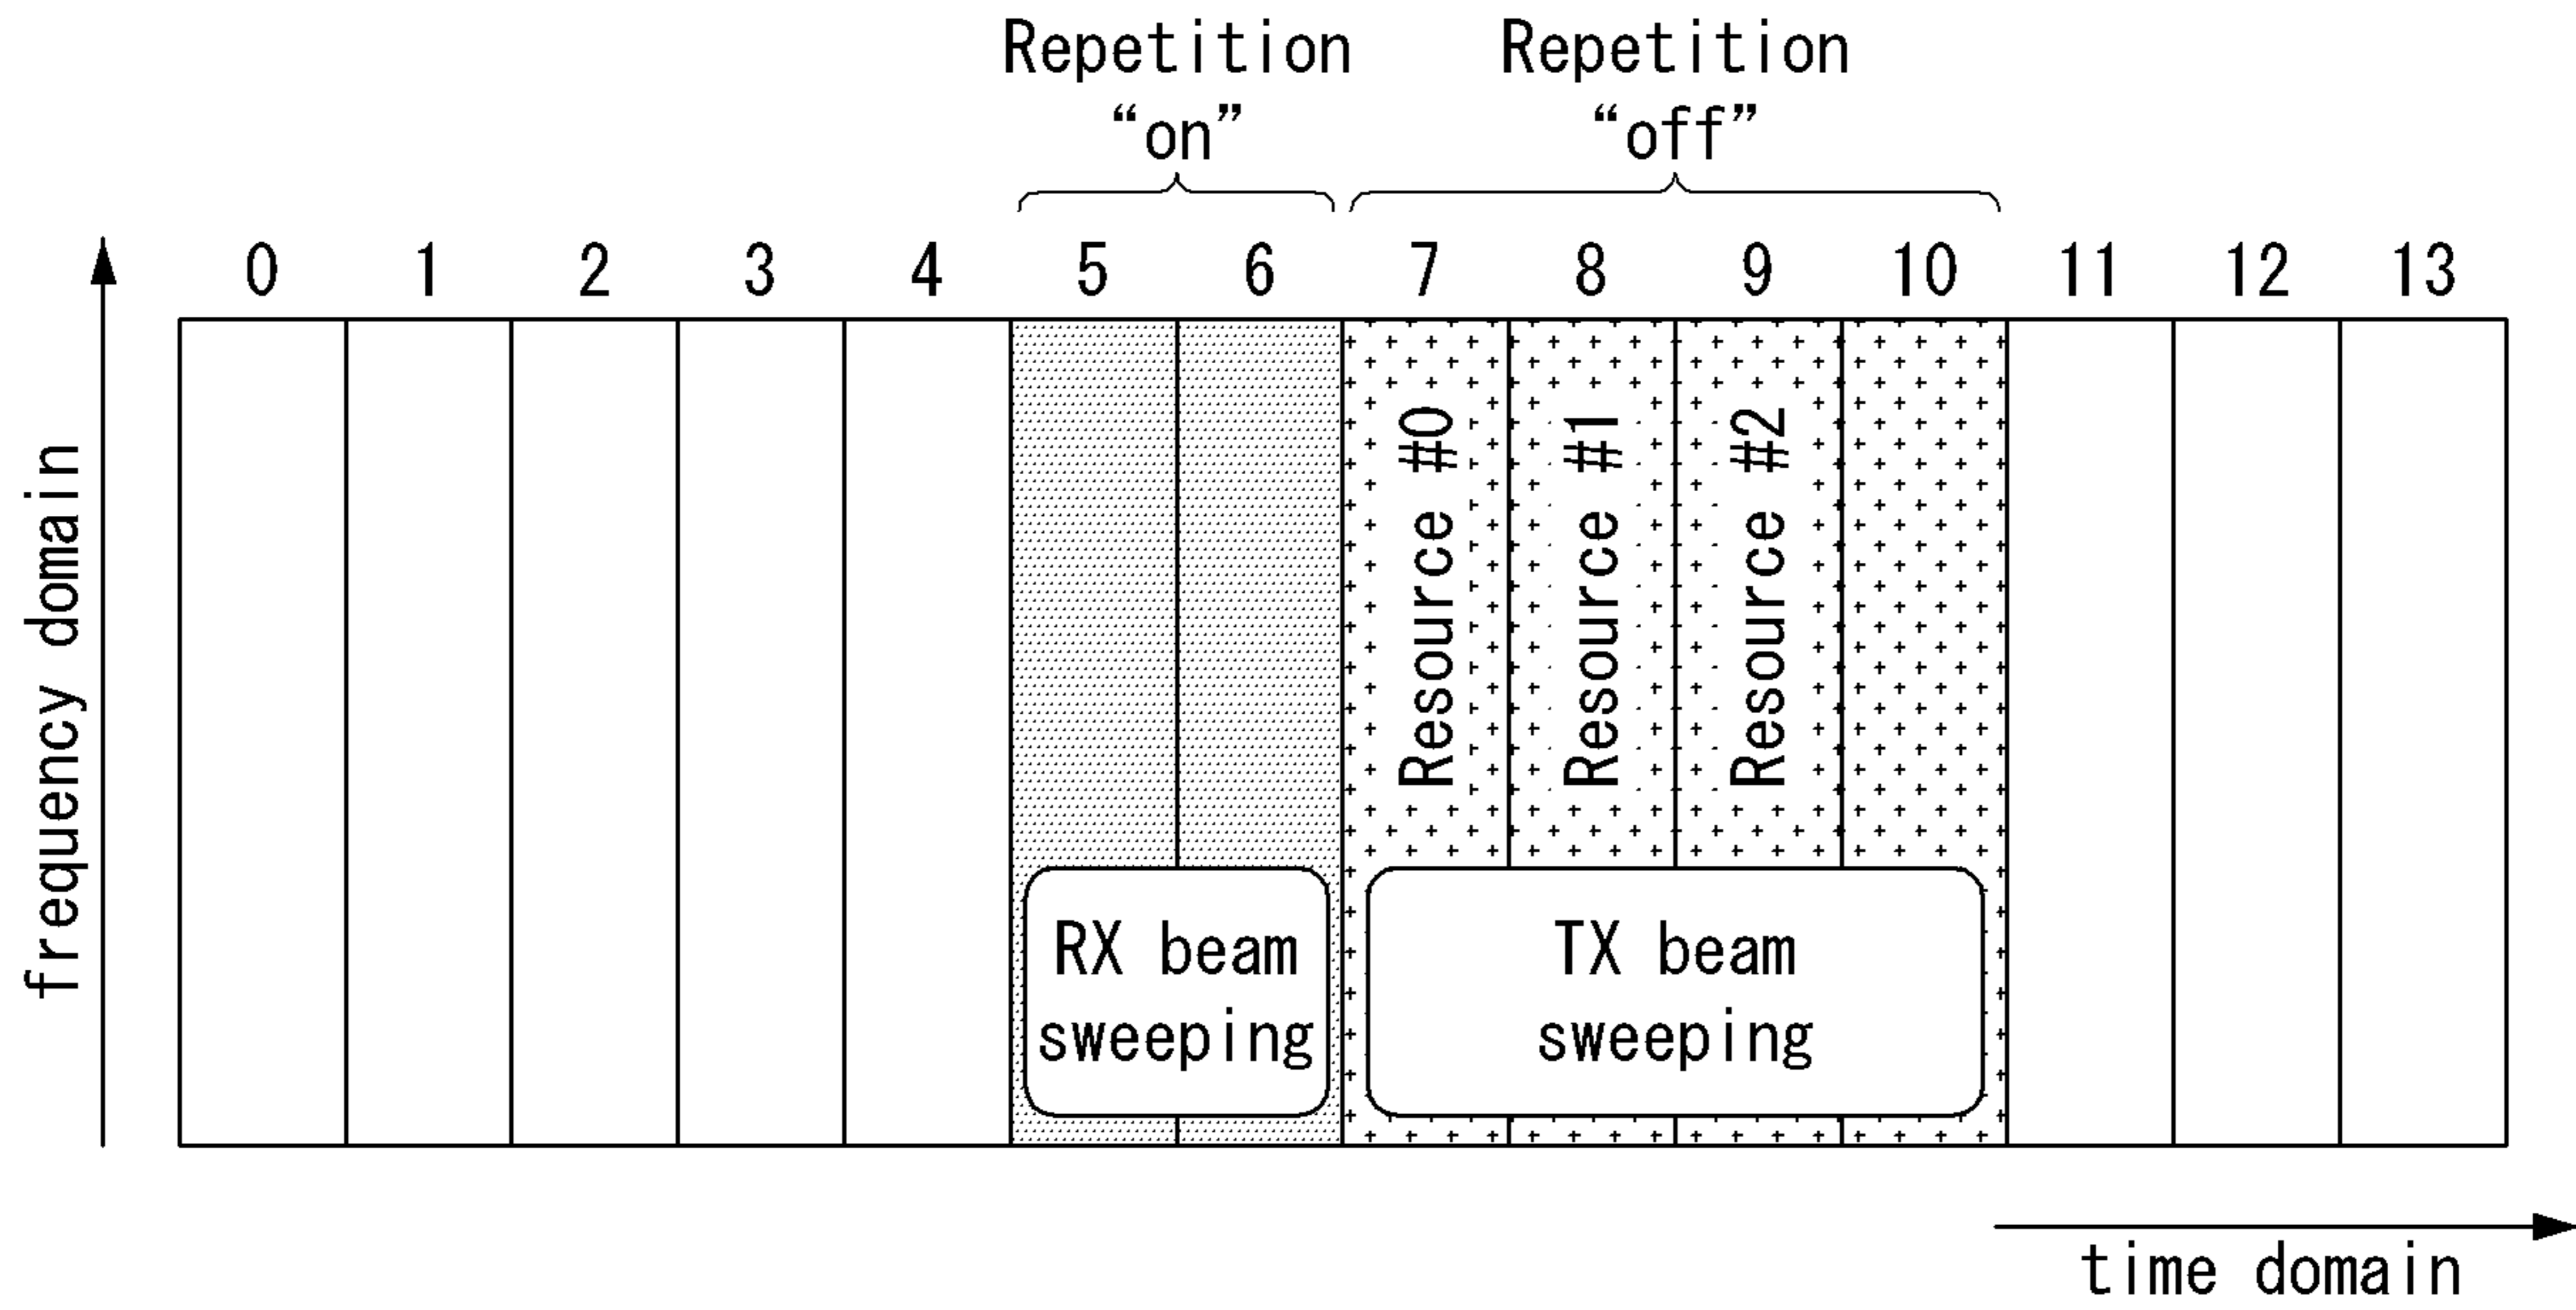 Repetition
“on”
Repetition
“off”
0 1 2 3 4 5 6 7 8 9 10 11 12 13
frequency domain
Resource #0
Resource #1
Resource #2
RX beam
sweeping
TX beam
sweeping
time domain